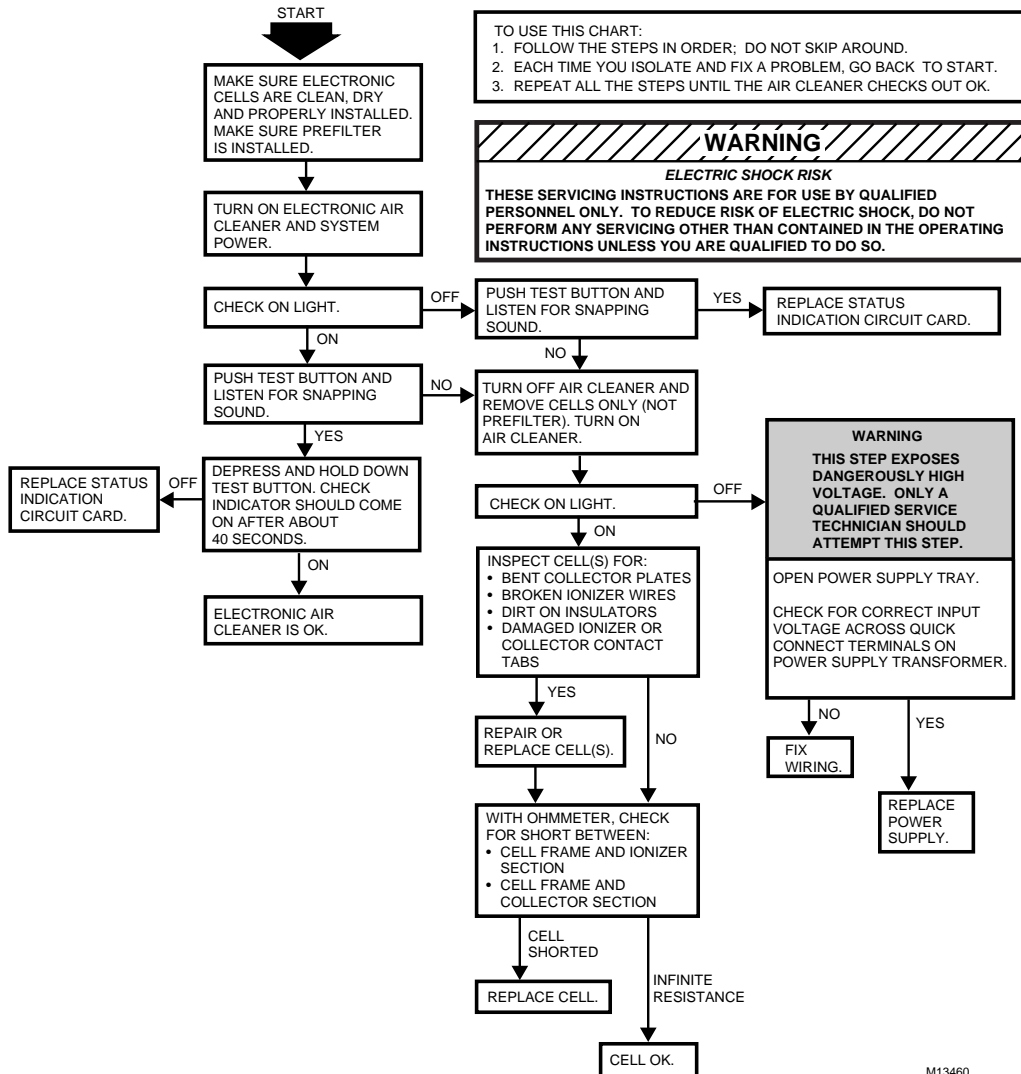 START
TO USE THIS CHART:
1. FOLLOW THE STEPS IN ORDER; DO NOT SKIP AROUND.
2. EACH TIME YOU ISOLATE AND FIX A PROBLEM, GO BACK TO START.
3. REPEAT ALL THE STEPS UNTIL THE AIR CLEANER CHECKS OUT OK.
WARNING
ELECTRIC SHOCK RISK
THESE SERVICING INSTRUCTIONS ARE FOR USE BY QUALIFIED
PERSONNEL ONLY. TO REDUCE RISK OF ELECTRIC SHOCK, DO NOT
PERFORM ANY SERVICING OTHER THAN CONTAINED IN THE OPERATING
INSTRUCTIONS UNLESS YOU ARE QUALIFIED TO DO SO.
MAKE SURE ELECTRONIC
CELLS ARE CLEAN, DRY
AND PROPERLY INSTALLED.
MAKE SURE PREFILTER
IS INSTALLED.
TURN ON ELECTRONIC AIR
CLEANER AND SYSTEM
POWER.
CHECK ON LIGHT.
OFF
PUSH TEST BUTTON AND
LISTEN FOR SNAPPING
SOUND.
YES
REPLACE STATUS
INDICATION CIRCUIT CARD.
ON
NO
PUSH TEST BUTTON AND
LISTEN FOR SNAPPING
SOUND.
NO
TURN OFF AIR CLEANER AND
REMOVE CELLS ONLY (NOT
PREFILTER). TURN ON
AIR CLEANER.
YES
DEPRESS AND HOLD DOWN
TEST BUTTON. CHECK
INDICATOR SHOULD COME
ON AFTER ABOUT
40 SECONDS.
OFF
REPLACE STATUS
INDICATION
CIRCUIT CARD.
ON
ELECTRONIC AIR
CLEANER IS OK.
CHECK ON LIGHT.
OFF
WARNING
THIS STEP EXPOSES
DANGEROUSLY HIGH
VOLTAGE. ONLY A
QUALIFIED SERVICE
TECHNICIAN SHOULD
ATTEMPT THIS STEP.
OPEN POWER SUPPLY TRAY.
CHECK FOR CORRECT INPUT
VOLTAGE ACROSS QUICK
CONNECT TERMINALS ON
POWER SUPPLY TRANSFORMER.
NO
FIX
WIRING.
YES
REPLACE
POWER
SUPPLY.
ON
INSPECT CELL(S) FOR:
• BENT COLLECTOR PLATES
• BROKEN IONIZER WIRES
• DIRT ON INSULATORS
• DAMAGED IONIZER OR
COLLECTOR CONTACT
TABS
YES
REPAIR OR
REPLACE CELL(S).
NO
WITH OHMMETER, CHECK
FOR SHORT BETWEEN:
• CELL FRAME AND IONIZER
SECTION
• CELL FRAME AND
COLLECTOR SECTION
CELL
SHORTED
REPLACE CELL.
INFINITE
RESISTANCE
CELL OK.
M13460